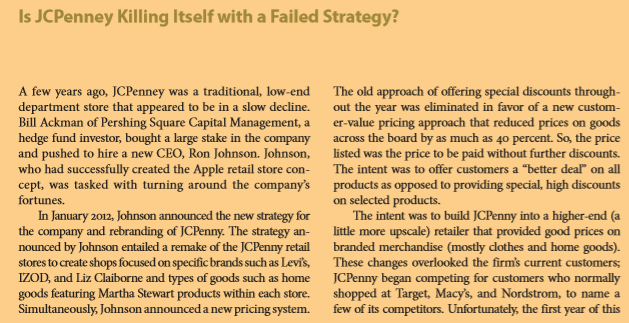 Is JCPenney Killing Itself with a Failed Strategy?
A few years ago, JCPenney was a traditional, low-end
department store that appeared to be in a slow decline.
Bill Ackman of Pershing Square Capital Management, a
hedge fund investor, bought a large stake in the company
and pushed to hire a new CEO, Ron Johnson. Johnson,
who had successfully created the Apple retail store con-
cept, was tasked with turning around the company's
fortunes.
In January 2012, Johnson announced the new strategy for
the company and rebranding of JCPenny. The strategy an-
nounced by Johnson entailed a remake of the JCPenny retail
stores to create shops focused on specific brands such as Levi's,
IZOD, and Liz Claiborne and types of goods such as home
goods featuring Martha Stewart products within each store.
Simultaneously, Johnson announced a new pricing system.
The old approach of offering special discounts through-
out the year was eliminated in favor of a new custom-
er-value pricing approach that reduced prices on goods
across the board by as much as 40 percent. So, the price
listed was the price to be paid without further discounts.
The intent was to offer customers a “better deal” on all
products as opposed to providing special, high discounts
on selected products.
The intent was to build JCPenny into a higher-end (a
little more upscale) retailer that provided good prices on
branded merchandise (mostly clothes and home goods).
These changes overlooked the firm's current customers;
JCPenny began competing for customers who normally
shopped at Target, Macy's, and Nordstrom, to name a
few of its competitors. Unfortunately, the first year of this